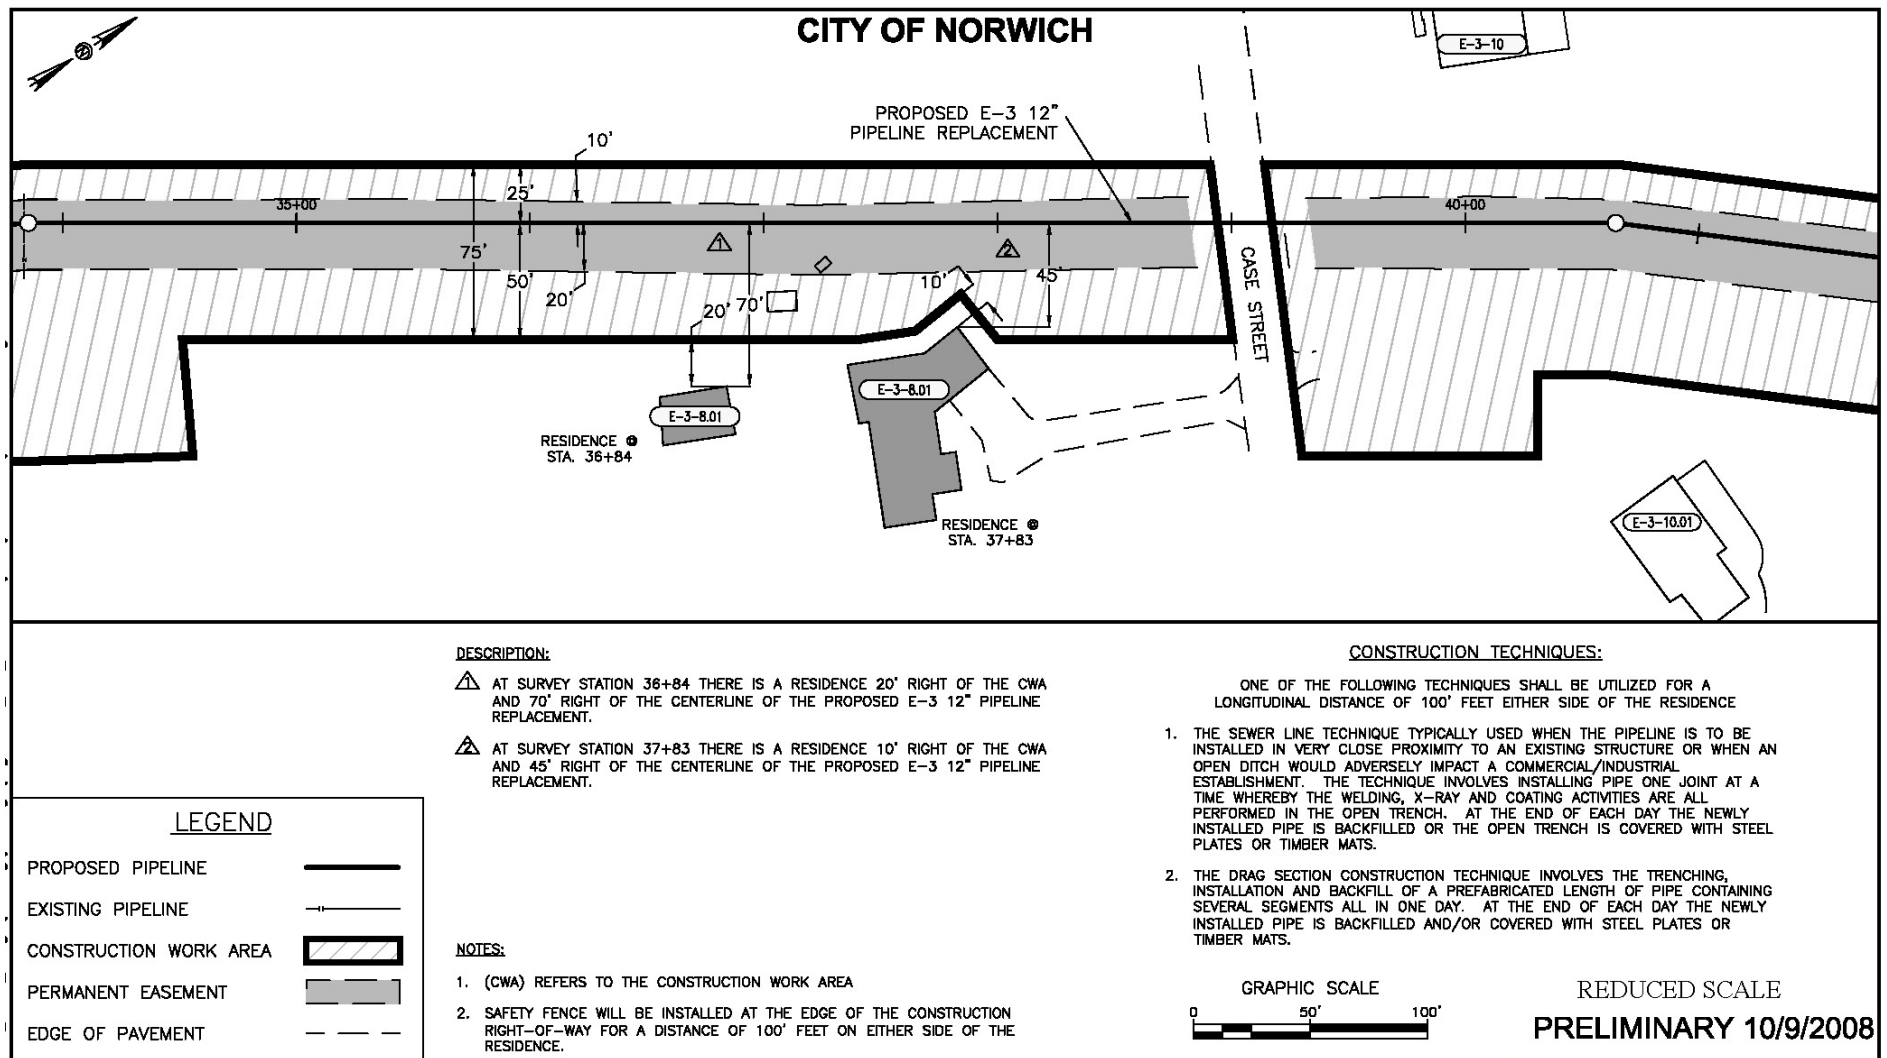 CITY OF NORWICH
N
E-3-10
PROPOSED E-3 12"
PIPELINE REPLACEMENT
10'
25'
35+00
40+00
75'
50'
20'
1
2
10'
45'
20'
70'
CASE STREET
E-3-8.01
E-3-8.01
RESIDENCE @
STA. 36+84
RESIDENCE @
STA. 37+83
E-3-10.01
DESCRIPTION:
1 AT SURVEY STATION 36+84 THERE IS A RESIDENCE 20' RIGHT OF THE CWA
AND 70' RIGHT OF THE CENTERLINE OF THE PROPOSED E-3 12" PIPELINE
REPLACEMENT.
2 AT SURVEY STATION 37+83 THERE IS A RESIDENCE 10' RIGHT OF THE CWA
AND 45' RIGHT OF THE CENTERLINE OF THE PROPOSED E-3 12" PIPELINE
REPLACEMENT.
CONSTRUCTION TECHNIQUES:
ONE OF THE FOLLOWING TECHNIQUES SHALL BE UTILIZED FOR A
LONGITUDINAL DISTANCE OF 100' FEET EITHER SIDE OF THE RESIDENCE
1. THE SEWER LINE TECHNIQUE TYPICALLY USED WHEN THE PIPELINE IS TO BE
INSTALLED IN VERY CLOSE PROXIMITY TO AN EXISTING STRUCTURE OR WHEN AN
OPEN DITCH WOULD ADVERSELY IMPACT A COMMERCIAL/INDUSTRIAL
ESTABLISHMENT. THE TECHNIQUE INVOLVES INSTALLING PIPE ONE JOINT AT A
TIME WHEREBY THE WELDING, X-RAY AND COATING ACTIVITIES ARE ALL
PERFORMED IN THE OPEN TRENCH. AT THE END OF EACH DAY THE NEWLY
INSTALLED PIPE IS BACKFILLED OR THE OPEN TRENCH IS COVERED WITH STEEL
PLATES OR TIMBER MATS.
2. THE DRAG SECTION CONSTRUCTION TECHNIQUE INVOLVES THE TRENCHING,
INSTALLATION AND BACKFILL OF A PREFABRICATED LENGTH OF PIPE CONTAINING
SEVERAL SEGMENTS ALL IN ONE DAY. AT THE END OF EACH DAY THE NEWLY
INSTALLED PIPE IS BACKFILLED AND/OR COVERED WITH STEEL PLATES OR
TIMBER MATS.
LEGEND
PROPOSED PIPELINE
EXISTING PIPELINE
CONSTRUCTION WORK AREA
PERMANENT EASEMENT
EDGE OF PAVEMENT
NOTES:
1. (CWA) REFERS TO THE CONSTRUCTION WORK AREA
2. SAFETY FENCE WILL BE INSTALLED AT THE EDGE OF THE CONSTRUCTION
RIGHT-OF-WAY FOR A DISTANCE OF 100' FEET ON EITHER SIDE OF THE
RESIDENCE.
GRAPHIC SCALE
0 50' 100'
REDUCED SCALE
PRELIMINARY 10/9/2008